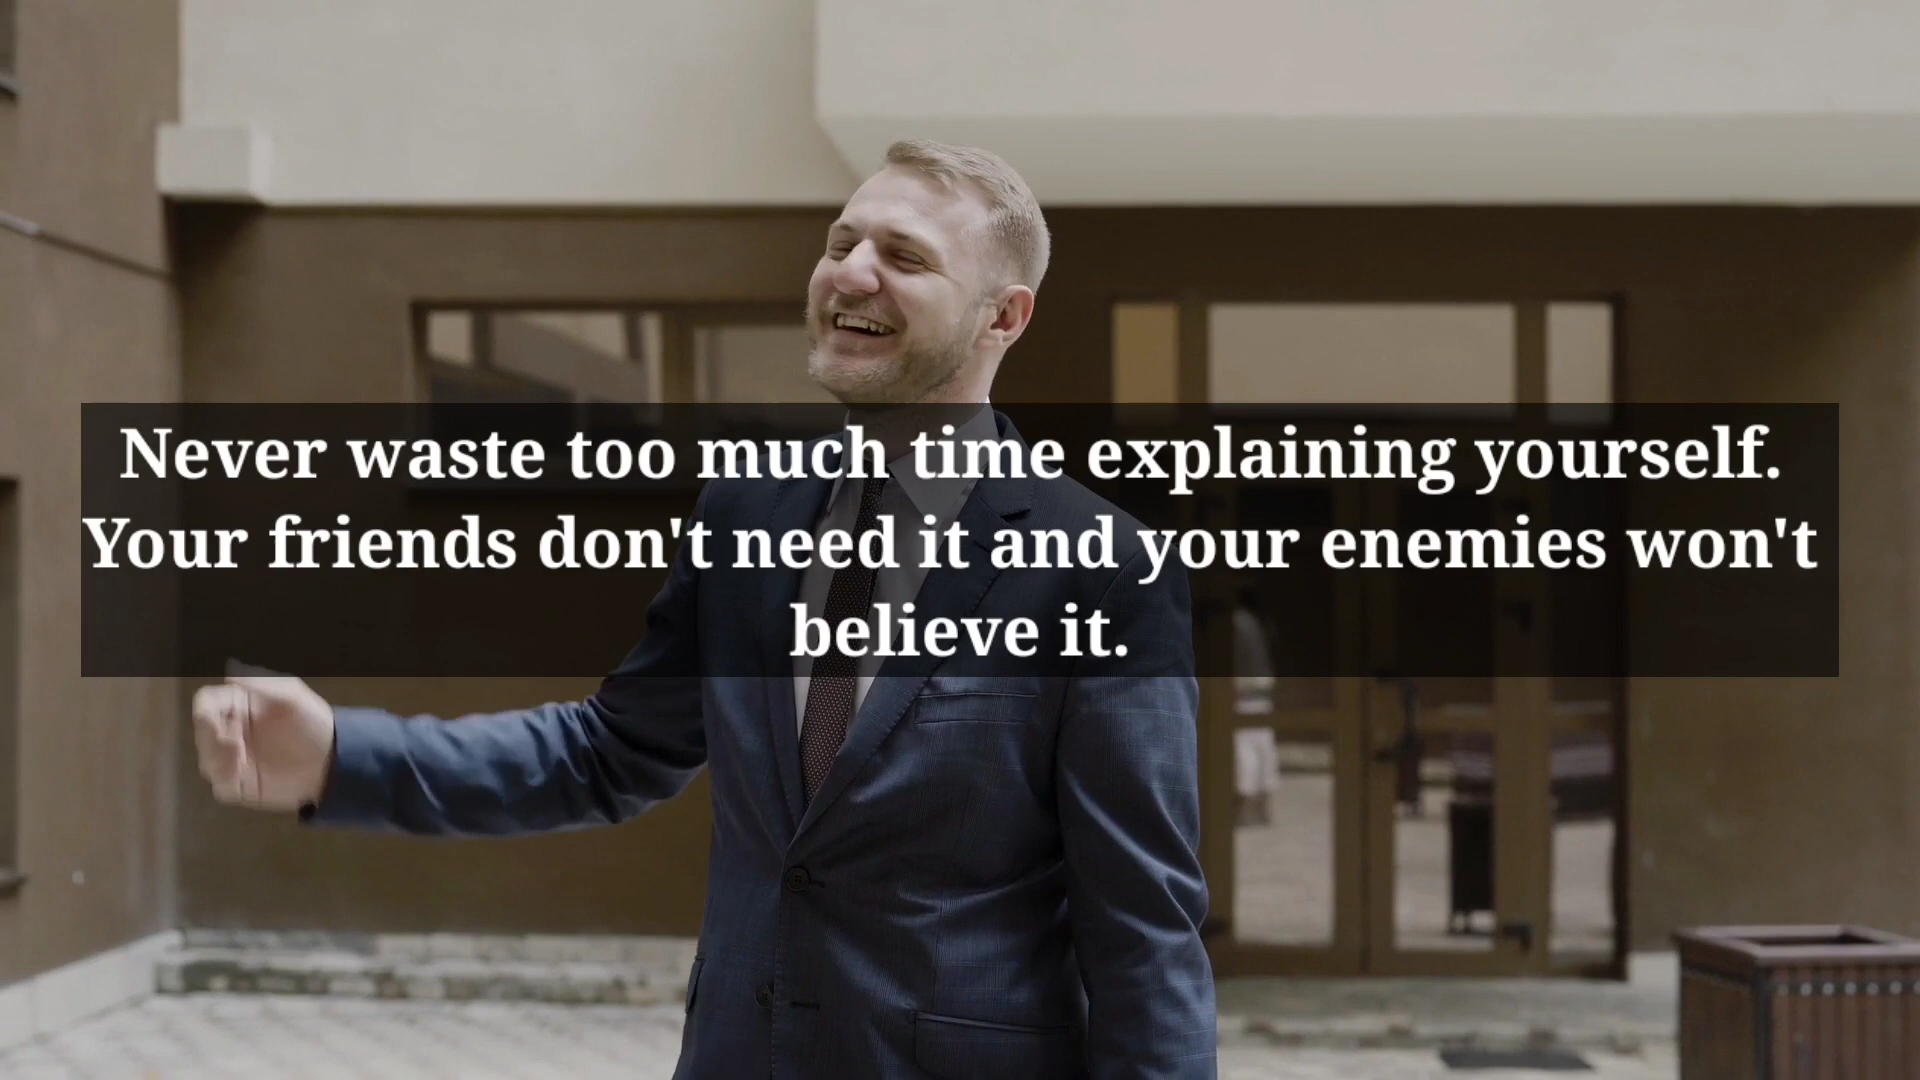 Never waste too much time explaining yourself.
Your friends don't need it and your enemies won't
believe it.